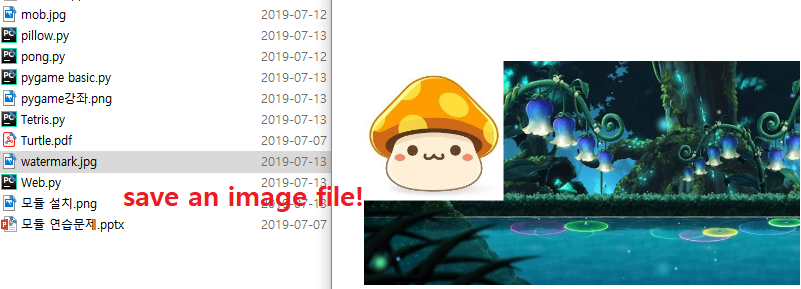 mob.jpg 2019-07-12
pillow.py 2019-07-13
pong.py 2019-07-12
pygame basic.py 2019-07-13
pygame강좌.png 2019-07-13
Tetris.py 2019-07-13
Turtle.pdf 2019-07-07
watermark.jpg 2019-07-13
Web.py 2019-07-13
save an image file!
모듈 설치.png 2019-07-13
모듈 연습문제.pptx 2019-07-07